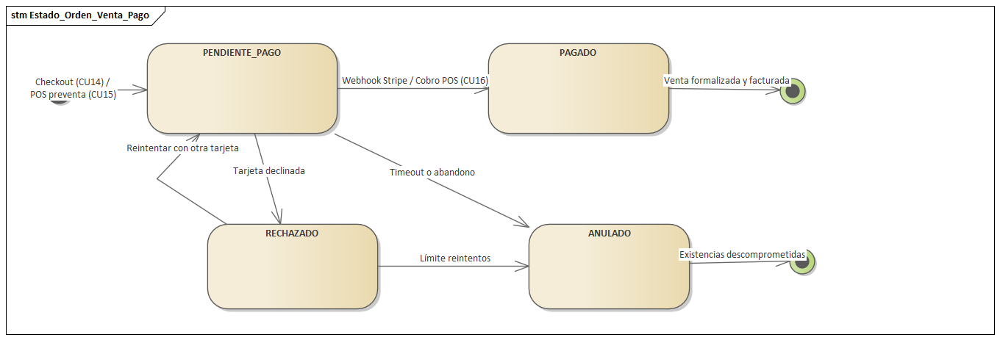 stm Estado_Orden_Venta_Pago
PENDIENTE_PAGO
PAGADO
Checkout (CU14) /
POS preventa (CU15)
Webhook Stripe / Cobro POS (CU16)
Venta formalizada y facturada
Reintentar con otra tarjeta
Tarjeta declinada
Timeout o abandono
RECHAZADO
ANULADO
Límite reintentos
Existencias descomprometidas